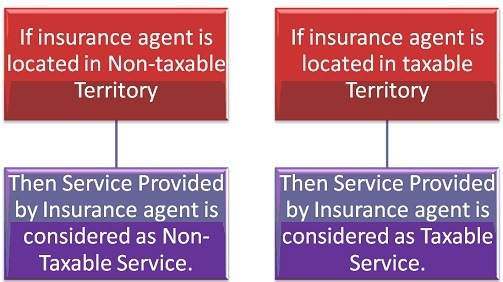 If insurance agent is
located in Non-taxable
Territory
Then Service Provided
by Insurance agent is
considered as Non-
Taxable Service.
If insurance agent is
located in taxable
Territory
Then Service Provided
by Insurance agent is
considered as Taxable
Service.